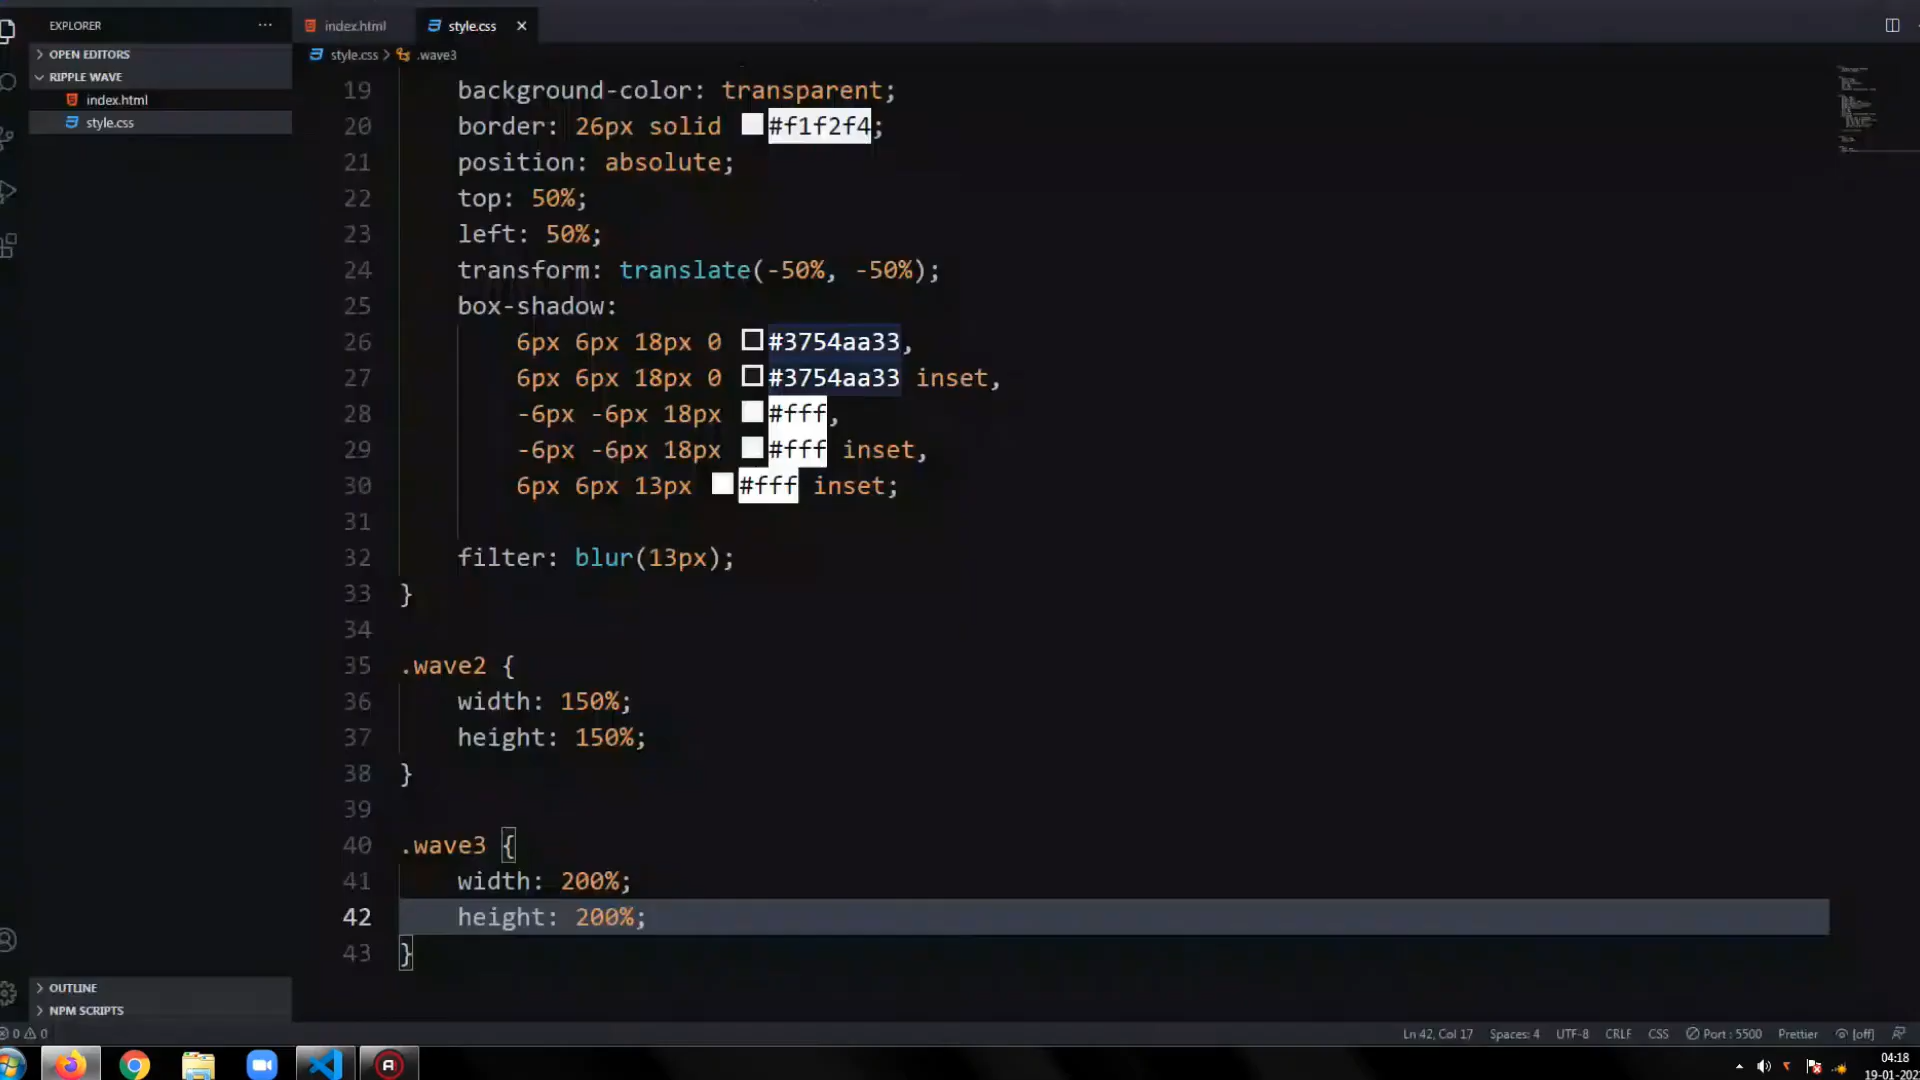 EXPLORER
···
index.html
style.css
OPEN EDITORS
RIPPLE WAVE
index.html
style.css
OUTLINE
NPM SCRIPTS
style.css > .wave3
19 background-color: transparent;
20 border: 26px solid #f1f2f4;
21 position: absolute;
22 top: 50%;
23 left: 50%;
24 transform: translate(-50%, -50%);
25 box-shadow:
26 6px 6px 18px 0 #3754aa33,
27 6px 6px 18px 0 #3754aa33 inset,
28 -6px -6px 18px #fff,
29 -6px -6px 18px #fff inset,
30 6px 6px 13px #fff inset;
31
32 filter: blur(13px);
33 }
34
35 .wave2 {
36 width: 150%;
37 height: 150%;
38 }
39
40 .wave3 {
41 width: 200%;
42 height: 200%;
43 }
0 0
Ln 42, Col 17 Spaces: 4 UTF-8 CRLF CSS Port : 5500 Prettier [off]
04:18
19-01-202